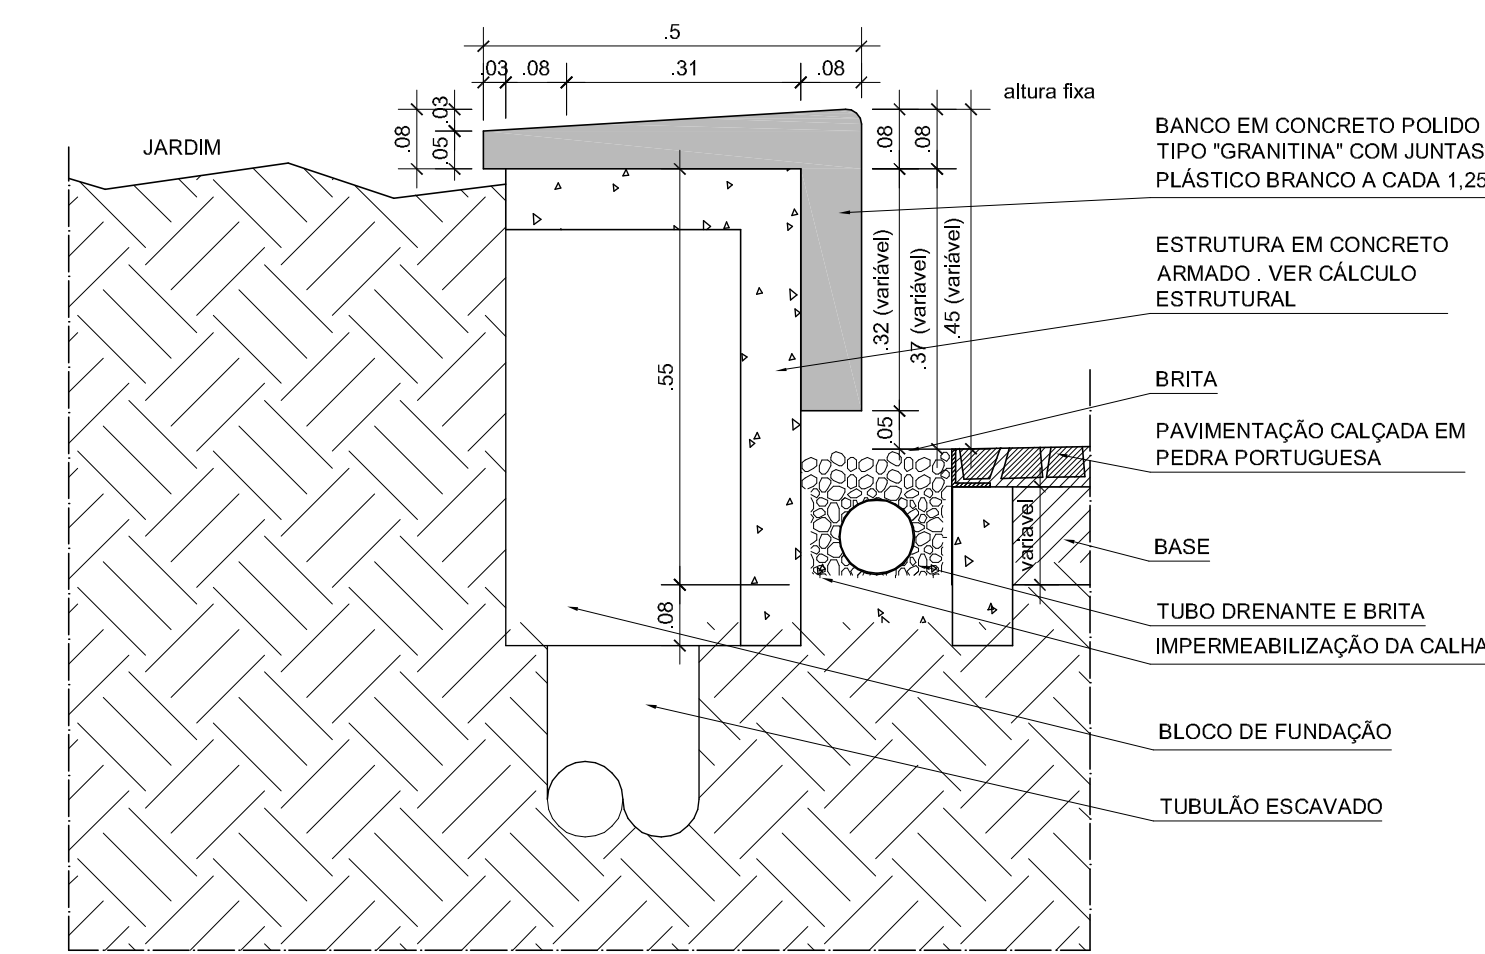 .5
.03 .08 .31 .08
altura fixa
.03
.08
.05
.08
.08
JARDIM
BANCO EM CONCRETO POLIDO
TIPO "GRANITINA" COM JUNTAS
PLÁSTICO BRANCO A CADA 1,25
.32 (variável)
.37 (variável)
.45 (variável)
ESTRUTURA EM CONCRETO
ARMADO . VER CÁLCULO
ESTRUTURAL
.55
BRITA
.05
PAVIMENTAÇÃO CALÇADA EM
PEDRA PORTUGUESA
variavel
BASE
.08
TUBO DRENANTE E BRITA
IMPERMEABILIZAÇÃO DA CALHA
BLOCO DE FUNDAÇÃO
TUBULÃO ESCAVADO